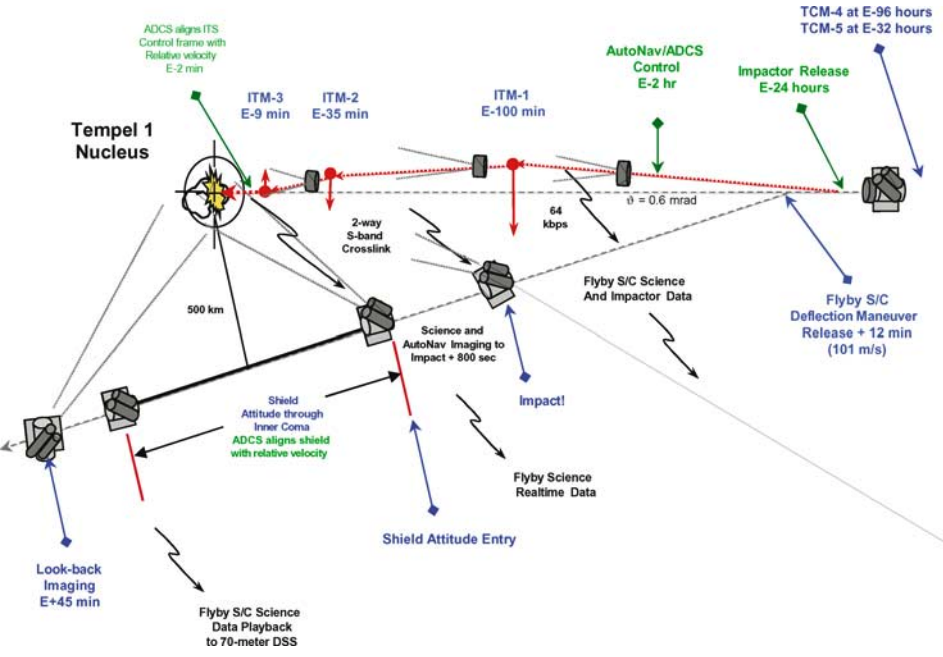 TCM-4 at E-96 hours
TCM-5 at E-32 hours
ADCS aligns ITS
Control frame with
Relative velocity
E-2 min
AutoNav/ADCS
Control
E-2 hr
Impactor Release
E-24 hours
ITM-3
E-9 min
ITM-2
E-35 min
ITM-1
E-100 min
Tempel 1
Nucleus
ϑ = 0.6 mrad
64
kbps
2-way
S-band
Crosslink
500 km
Flyby S/C Science
And Impactor Data
Flyby S/C
Deflection Maneuver
Release + 12 min
(101 m/s)
Science and
AutoNav Imaging to
Impact + 800 sec
Impact!
Shield
Attitude through
Inner Coma
ADCS aligns shield
with relative velocity
Flyby Science
Realtime Data
Shield Attitude Entry
Look-back
Imaging
E+45 min
Flyby S/C Science
Data Playback
to 70-meter DSS